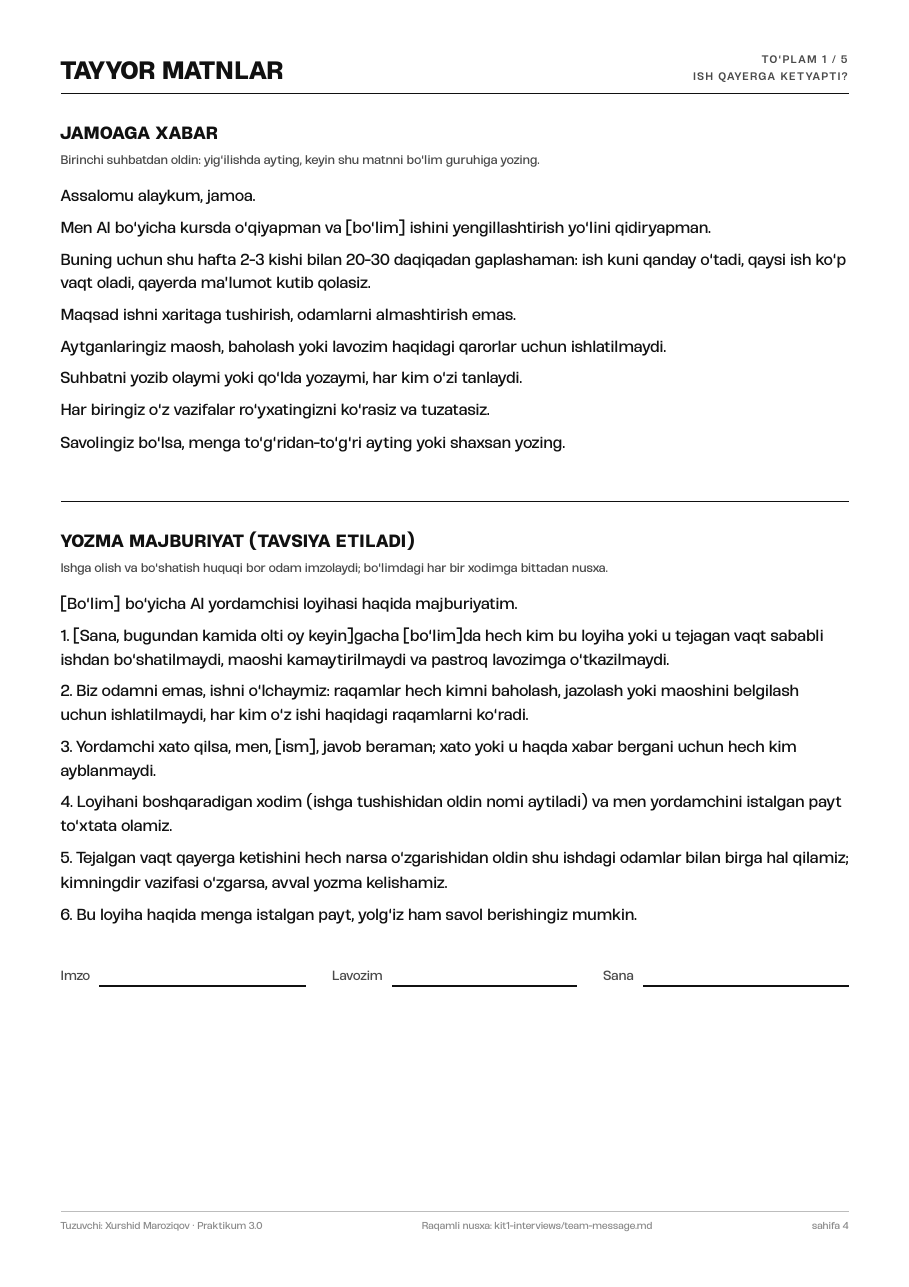 TAYYOR MATNLAR
TO‘PLAM 1 / 5
ISH QAYERGA KETYAPTI?
JAMOAGA XABAR
Birinchi suhbatdan oldin: yig‘ilishda ayting, keyin shu matnni bo‘lim guruhiga yozing.
Assalomu alaykum, jamoa.
Men AI bo‘yicha kursda o‘qiyapman va [bo‘lim] ishini yengillashtirish yo‘lini qidiryapman.
Buning uchun shu hafta 2-3 kishi bilan 20-30 daqiqadan gaplashaman: ish kuni qanday o‘tadi, qaysi ish ko‘p
vaqt oladi, qayerda ma'lumot kutib qolasiz.
Maqsad ishni xaritaga tushirish, odamlarni almashtirish emas.
Aytganlaringiz maosh, baholash yoki lavozim haqidagi qarorlar uchun ishlatilmaydi.
Suhbatni yozib olaymi yoki qo‘lda yozaymi, har kim o‘zi tanlaydi.
Har biringiz o‘z vazifalar ro‘yxatingizni ko‘rasiz va tuzatasiz.
Savolingiz bo‘lsa, menga to‘g‘ridan-to‘g‘ri ayting yoki shaxsan yozing.
YOZMA MAJBURIYAT (TAVSIYA ETILADI)
Ishga olish va bo‘shatish huquqi bor odam imzolaydi; bo‘limdagi har bir xodimga bittadan nusxa.
[Bo‘lim] bo‘yicha AI yordamchisi loyihasi haqida majburiyatim.
1. [Sana, bugundan kamida olti oy keyin]gacha [bo‘lim]da hech kim bu loyiha yoki u tejagan vaqt sababli
ishdan bo‘shatilmaydi, maoshi kamaytirilmaydi va pastroq lavozimga o‘tkazilmaydi.
2. Biz odamni emas, ishni o‘lchaymiz: raqamlar hech kimni baholash, jazolash yoki maoshini belgilash
uchun ishlatilmaydi, har kim o‘z ishi haqidagi raqamlarni ko‘radi.
3. Yordamchi xato qilsa, men, [ism], javob beraman; xato yoki u haqda xabar bergani uchun hech kim
ayblanmaydi.
4. Loyihani boshqaradigan xodim (ishga tushishidan oldin nomi aytiladi) va men yordamchini istalgan payt
to‘xtata olamiz.
5. Tejalgan vaqt qayerga ketishini hech narsa o‘zgarishidan oldin shu ishdagi odamlar bilan birga hal qilamiz;
kimningdir vazifasi o‘zgarsa, avval yozma kelishamiz.
6. Bu loyiha haqida menga istalgan payt, yolg‘iz ham savol berishingiz mumkin.
Imzo
Lavozim
Sana
Tuzuvchi: Xurshid Maroziqov · Praktikum 3.0
Raqamli nusxa: kit1-interviews/team-message.md
sahifa 4